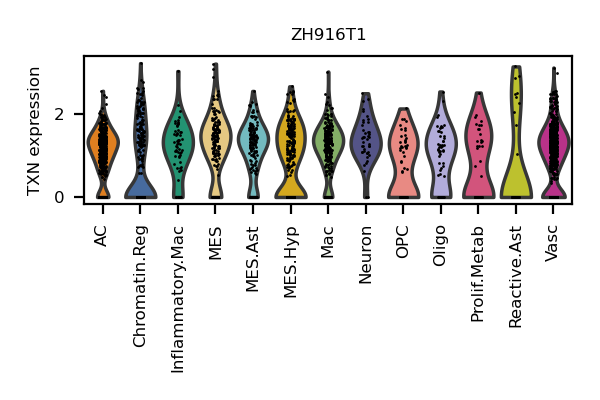 ZH916T1
TXN expression
2
0
AC
Chromatin.Reg
Inflammatory.Mac
MES
MES.Ast
MES.Hyp
Mac
Neuron
OPC
Oligo
Prolif.Metab
Reactive.Ast
Vasc